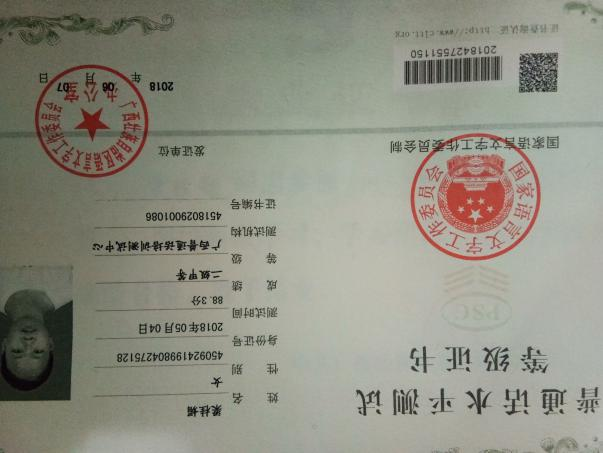 普通话水平测试
等级证书
PSC
国家语言文字工作委员会
国家语言文字工作委员会制
2018427551150
证书查询认证 http://www.cltt.org
姓 名
性 别 女
身份证号 450924199804275128
测试时间 2018年05月04日
成 绩 88.3分
等 级 二级甲等
测试机构 广西普通话培训测试中心
证书编号 4518029001086
发证单位
广西壮族自治区语言文字工作委员会
办公室
2018 年 06 月 07 日